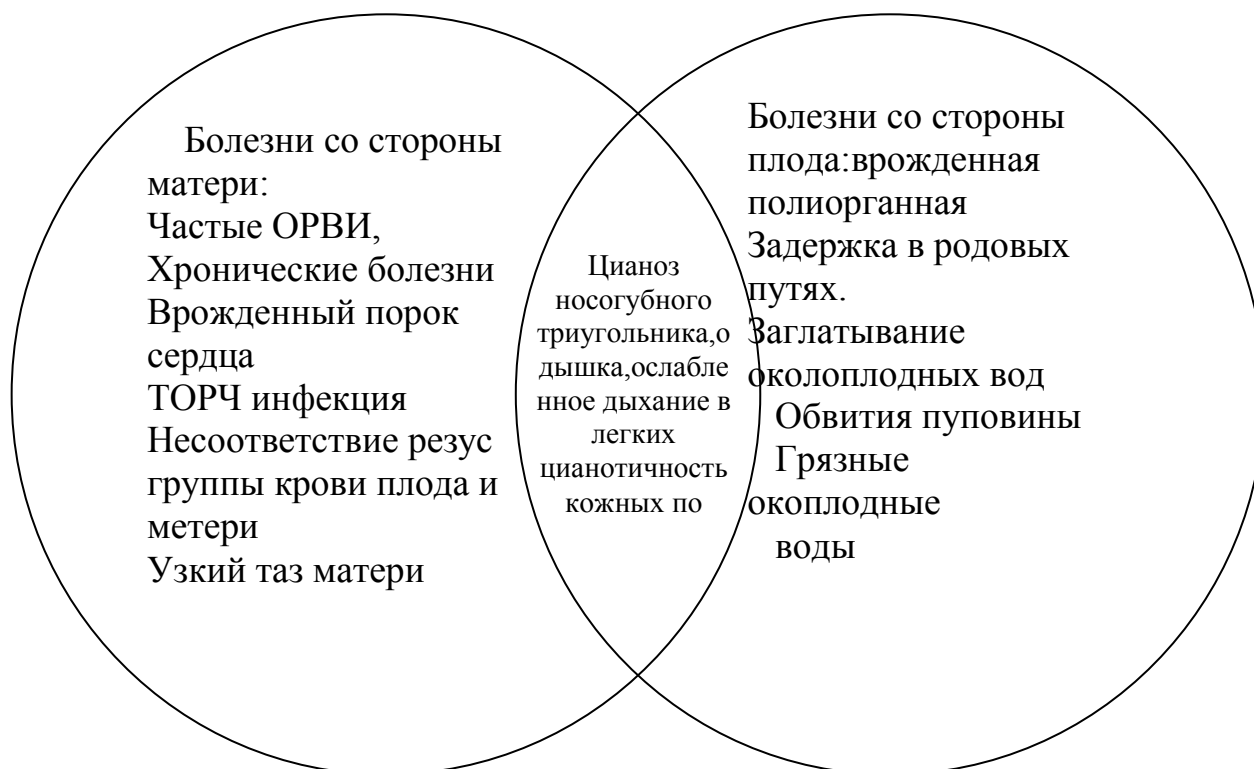 Болезни со стороны
матери:
Частые ОРВИ,
Хронические болезни
Врожденный порок
сердца
ТОРЧ инфекция
Несоответствие резус
группы крови плода и
метери
Узкий таз матери
Цианоз
носогубного
триугольника,о
дышка,ослабле
нное дыхание в
легких
цианотичность
кожных по
Болезни со стороны
плода:врожденная
полиорганная
Задержка в родовых
путях.
Заглатывание
околоплодных вод
Обвития пуповины
Грязные
окоплодные
воды